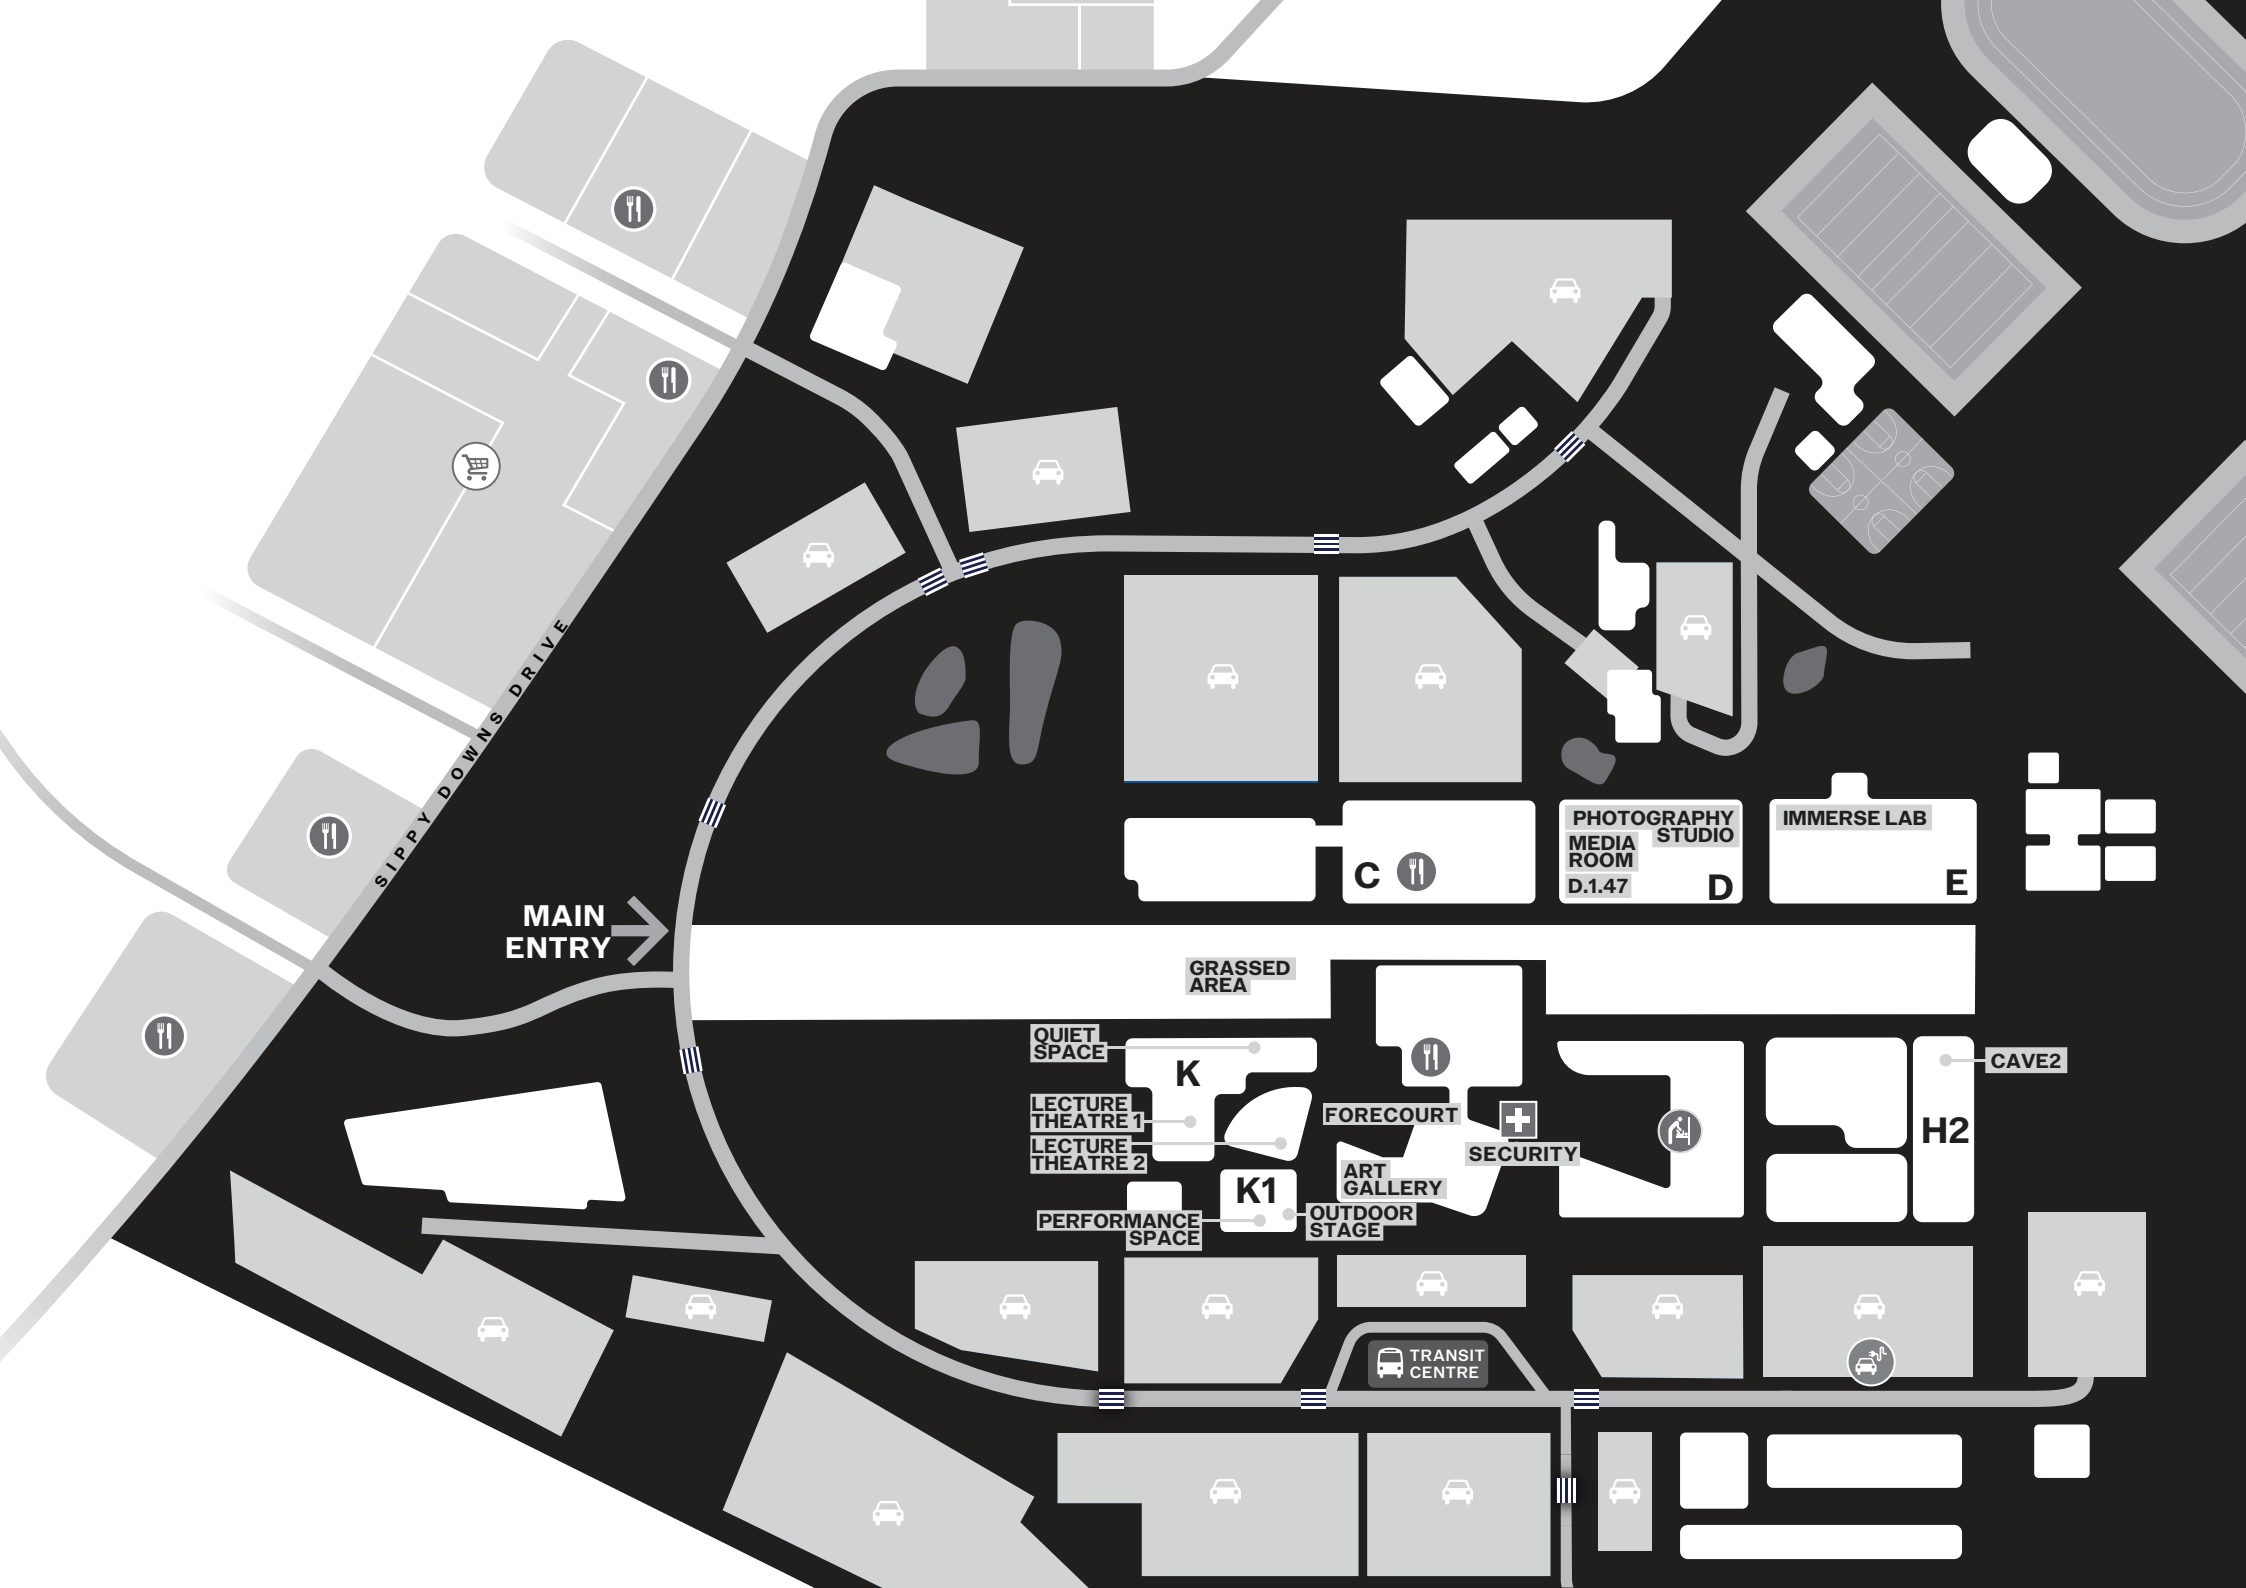 SIPPY DOWNS DRIVE
MAIN
ENTRY
C
PHOTOGRAPHY
STUDIO
MEDIA
ROOM
D.1.47
D
IMMERSE LAB
E
GRASSED
AREA
QUIET
SPACE
K
LECTURE
THEATRE 1
LECTURE
THEATRE 2
K1
PERFORMANCE
SPACE
OUTDOOR
STAGE
FORECOURT
SECURITY
ART
GALLERY
CAVE2
H2
TRANSIT
CENTRE